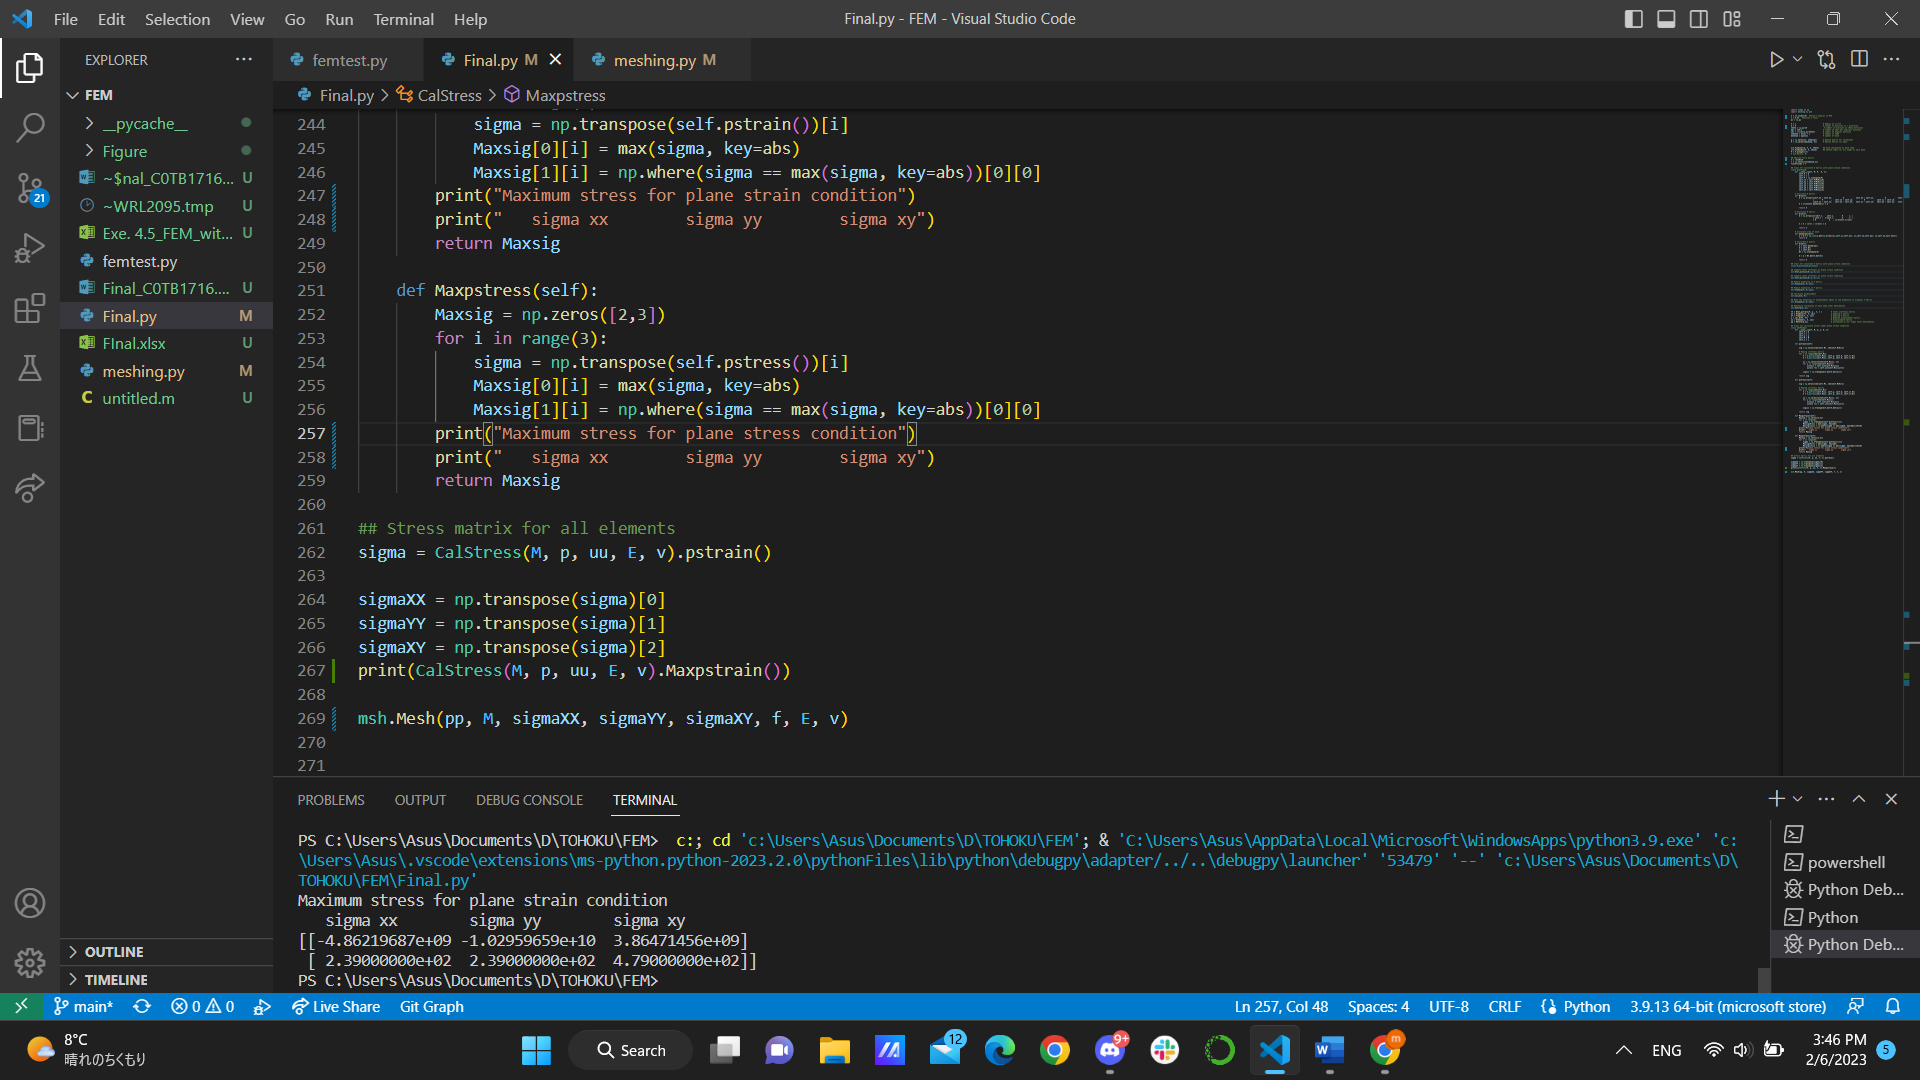 File Edit Selection View Go Run Terminal Help
Final.py - FEM - Visual Studio Code
EXPLORER
FEM
__pycache__
Figure
~$nal_C0TB1716... U
~WRL2095.tmp U
Exe. 4.5_FEM_wit... U
femtest.py
Final_C0TB1716.... U
Final.py M
FInal.xlsx U
meshing.py M
C untitled.m U
OUTLINE
TIMELINE
21
femtest.py
Final.py M
meshing.py M
Final.py > CalStress > Maxpstress
244 sigma = np.transpose(self.pstrain())[i]
245 Maxsig[0][i] = max(sigma, key=abs)
246 Maxsig[1][i] = np.where(sigma == max(sigma, key=abs))[0][0]
247 print("Maximum stress for plane strain condition")
248 print("   sigma xx        sigma yy        sigma xy")
249 return Maxsig
250
251 def Maxpstress(self):
252 Maxsig = np.zeros([2,3])
253 for i in range(3):
254 sigma = np.transpose(self.pstress())[i]
255 Maxsig[0][i] = max(sigma, key=abs)
256 Maxsig[1][i] = np.where(sigma == max(sigma, key=abs))[0][0]
257 print("Maximum stress for plane stress condition")
258 print("   sigma xx        sigma yy        sigma xy")
259 return Maxsig
260
261 ## Stress matrix for all elements
262 sigma = CalStress(M, p, uu, E, v).pstrain()
263
264 sigmaXX = np.transpose(sigma)[0]
265 sigmaYY = np.transpose(sigma)[1]
266 sigmaXY = np.transpose(sigma)[2]
267 print(CalStress(M, p, uu, E, v).Maxpstrain())
268
269 msh.Mesh(pp, M, sigmaXX, sigmaYY, sigmaXY, f, E, v)
270
271
PROBLEMS OUTPUT DEBUG CONSOLE TERMINAL
PS C:\Users\Asus\Documents\D\TOHOKU\FEM>  c:; cd 'c:\Users\Asus\Documents\D\TOHOKU\FEM'; & 'C:\Users\Asus\AppData\Local\Microsoft\WindowsApps\python3.9.exe' 'c:
\Users\Asus\.vscode\extensions\ms-python.python-2023.2.0\pythonFiles\lib\python\debugpy\adapter/../..\debugpy\launcher' '53479' '--' 'c:\Users\Asus\Documents\D\
TOHOKU\FEM\Final.py'
Maximum stress for plane strain condition
   sigma xx        sigma yy        sigma xy
[[-4.86219687e+09 -1.02959659e+10  3.86471456e+09]
 [ 2.39000000e+02  2.39000000e+02  4.79000000e+02]]
PS C:\Users\Asus\Documents\D\TOHOKU\FEM>
powershell
Python Deb...
Python
Python Deb...
main* 0 0 Live Share Git Graph
Ln 257, Col 48 Spaces: 4 UTF-8 CRLF Python 3.9.13 64-bit (microsoft store)
8°C
晴れのちくもり
Search
12
9+
W
m
ENG
3:46 PM
2/6/2023
5